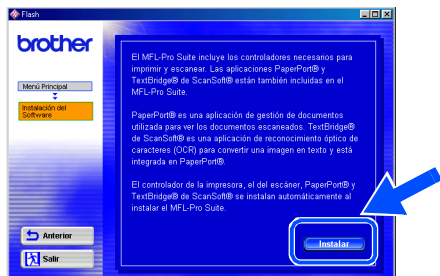 Flash
brother
Menú Principal
Instalación del
Software
El MFL-Pro Suite incluye los controladores necesarios para
imprimir y escanear. Las aplicaciones PaperPort® y
TextBridge® de ScanSoft® están también incluidas en el
MFL-Pro Suite.
PaperPort® es una aplicación de gestión de documentos
utilizada para ver los documentos escaneados. TextBridge®
de ScanSoft® es una aplicación de reconocimiento óptico de
caracteres (OCR) para convertir una imagen en texto y está
integrada en PaperPort®.
El controlador de la impresora, el del escáner, PaperPort® y
TextBridge® de ScanSoft® se instalan automáticamente al
instalar el MFL-Pro Suite.
Anterior
Salir
Instalar